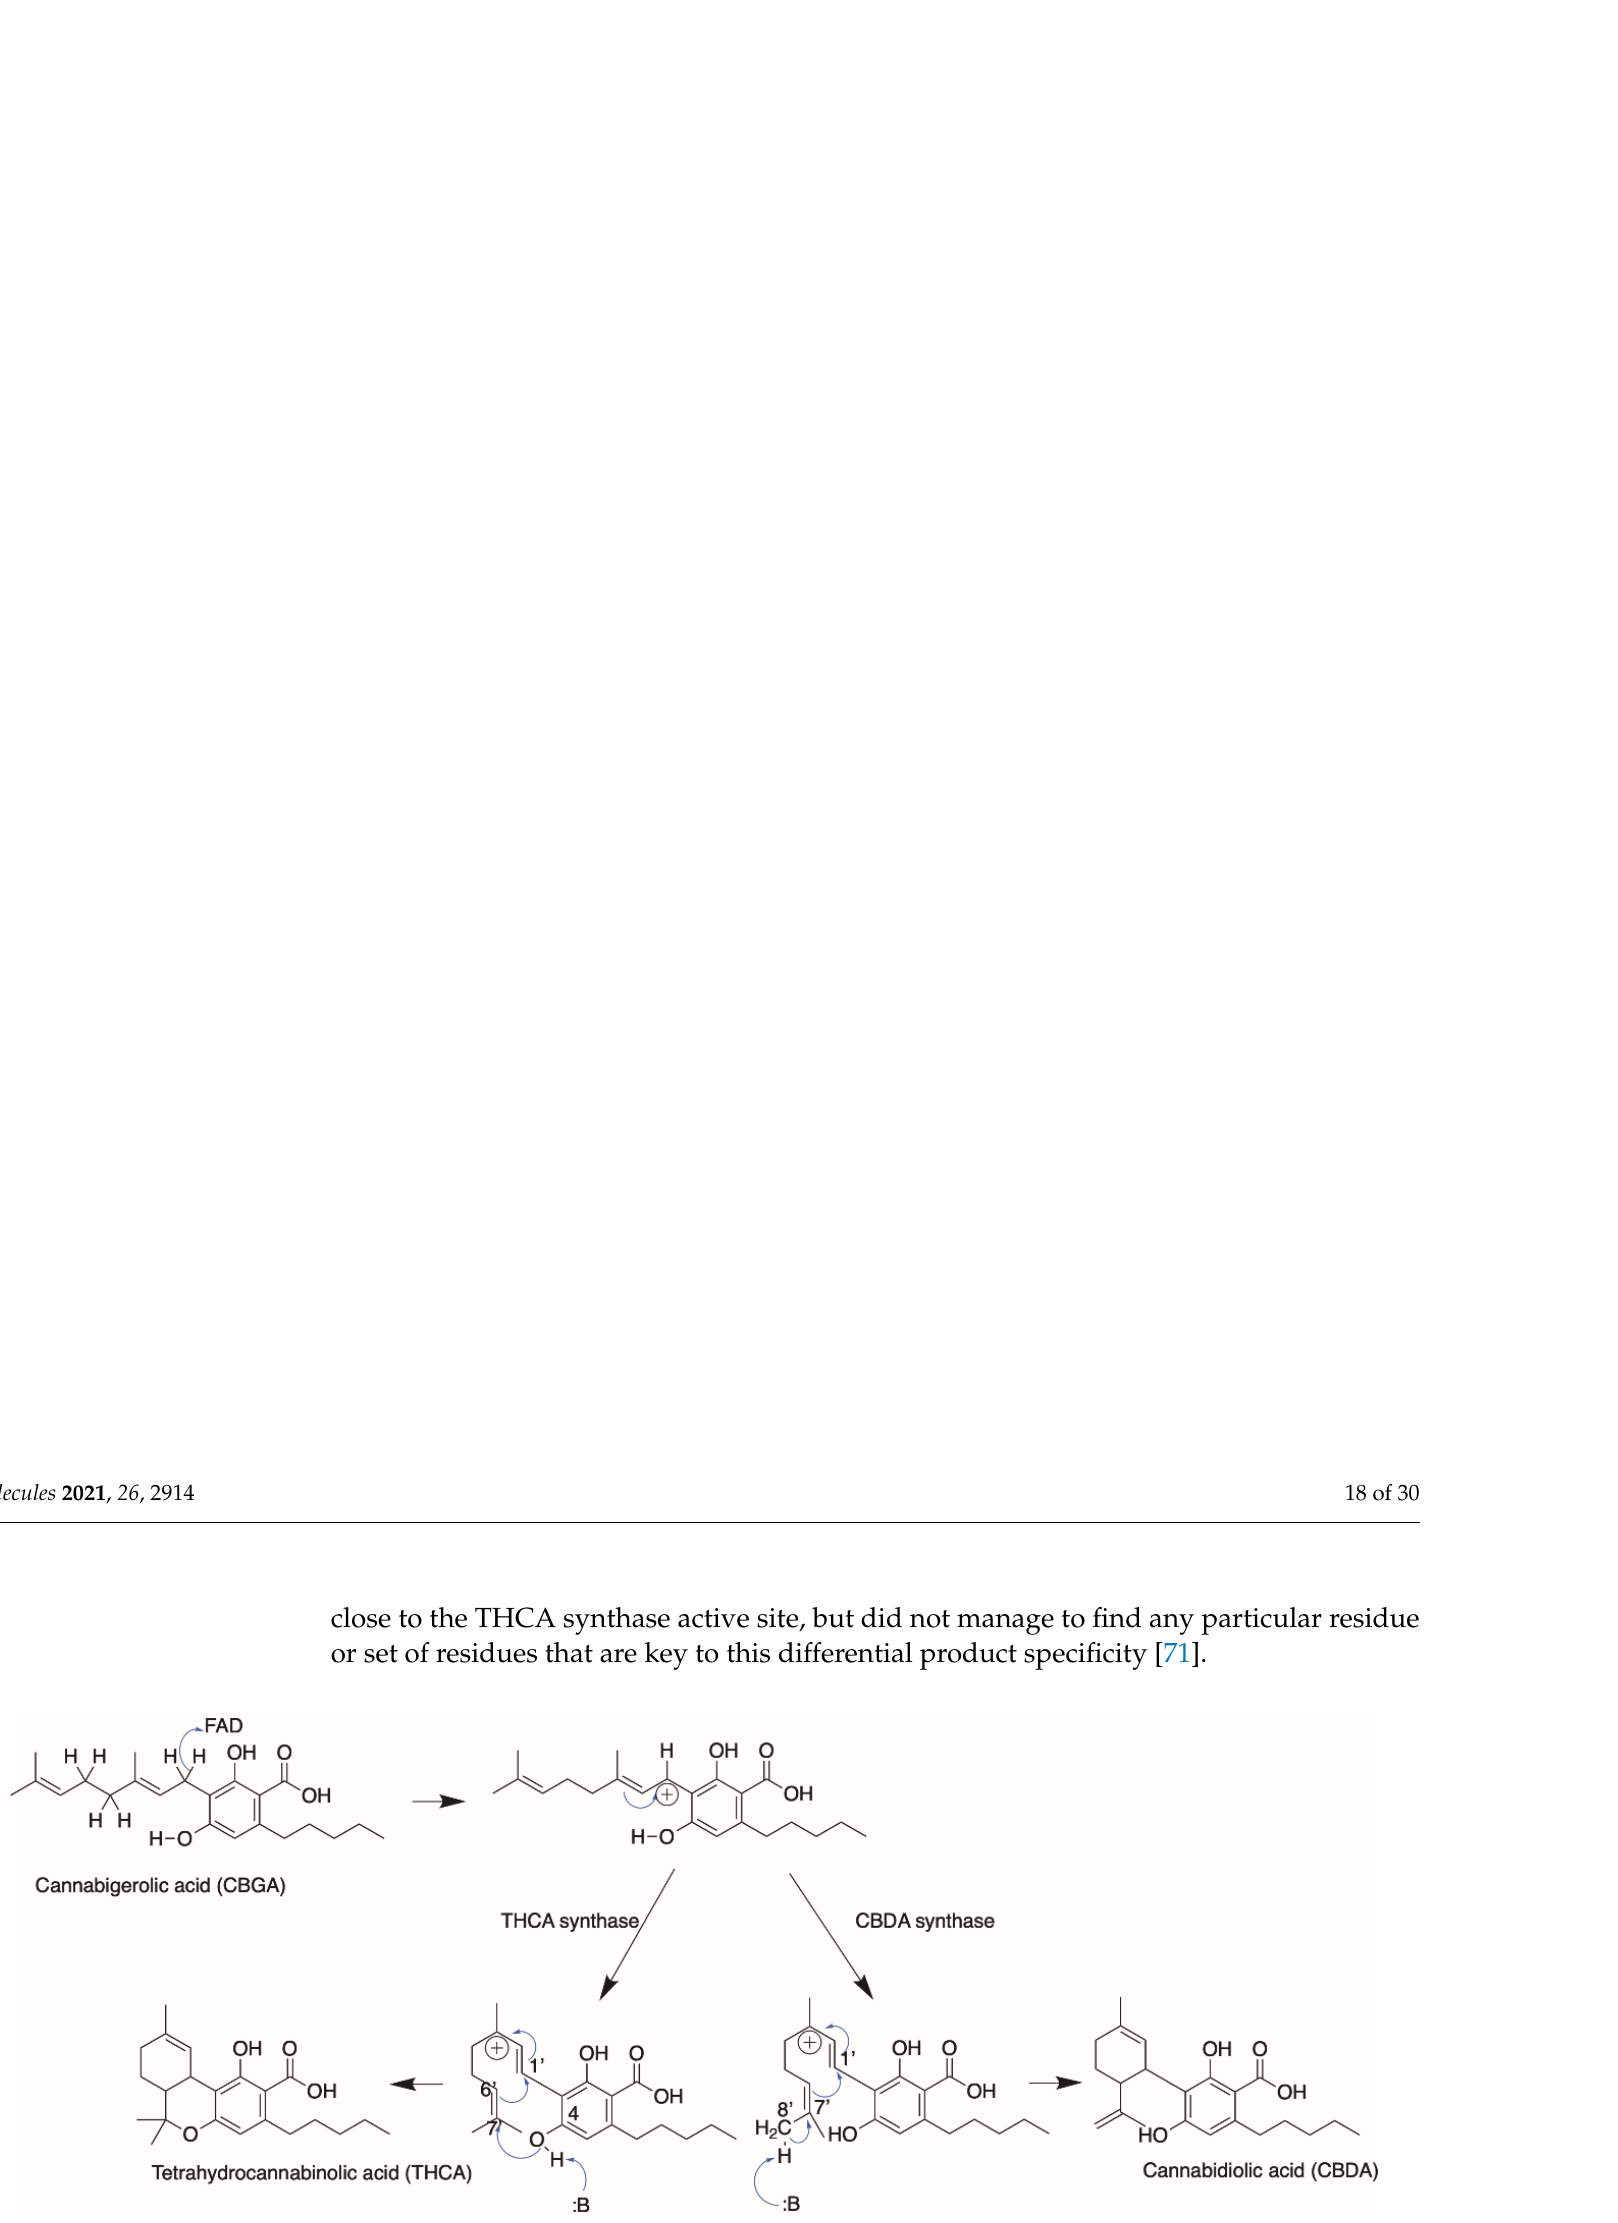 lecules 2021, 26, 2914 18 of 30
close to the THCA synthase active site, but did not manage to find any particular residue
or set of residues that are key to this differential product specificity [71].
FAD
H H H H OH O
OH
H H
H-O
H OH O
OH
+
H-O
Cannabigerolic acid (CBGA)
THCA synthase
CBDA synthase
OH O
OH
O
+
1'
OH O
OH
6'
4
7'
O
H
:B
+
1'
OH O
OH
8' 7'
H2C HO
H
:B
OH O
OH
HO
Tetrahydrocannabinolic acid (THCA)
Cannabidiolic acid (CBDA)